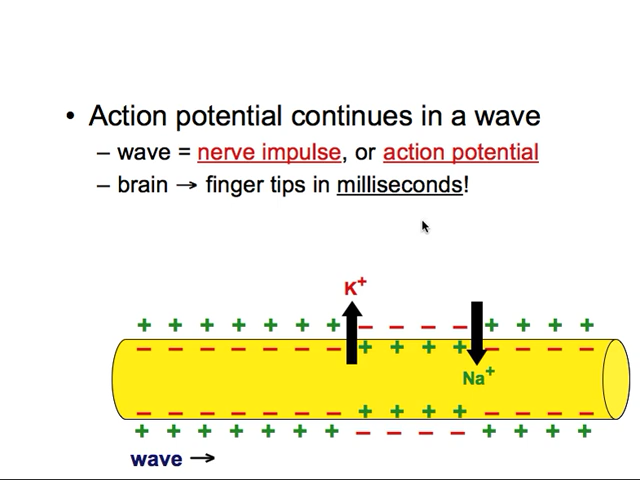 • Action potential continues in a wave
– wave = nerve impulse, or action potential
– brain → finger tips in milliseconds!
K+
+ + + + + + + – – – – + + + +
– – – – – – – + + + + – – – –
Na+
– – – – – – – + + + + – – – –
+ + + + + + + – – – – + + + +
wave →